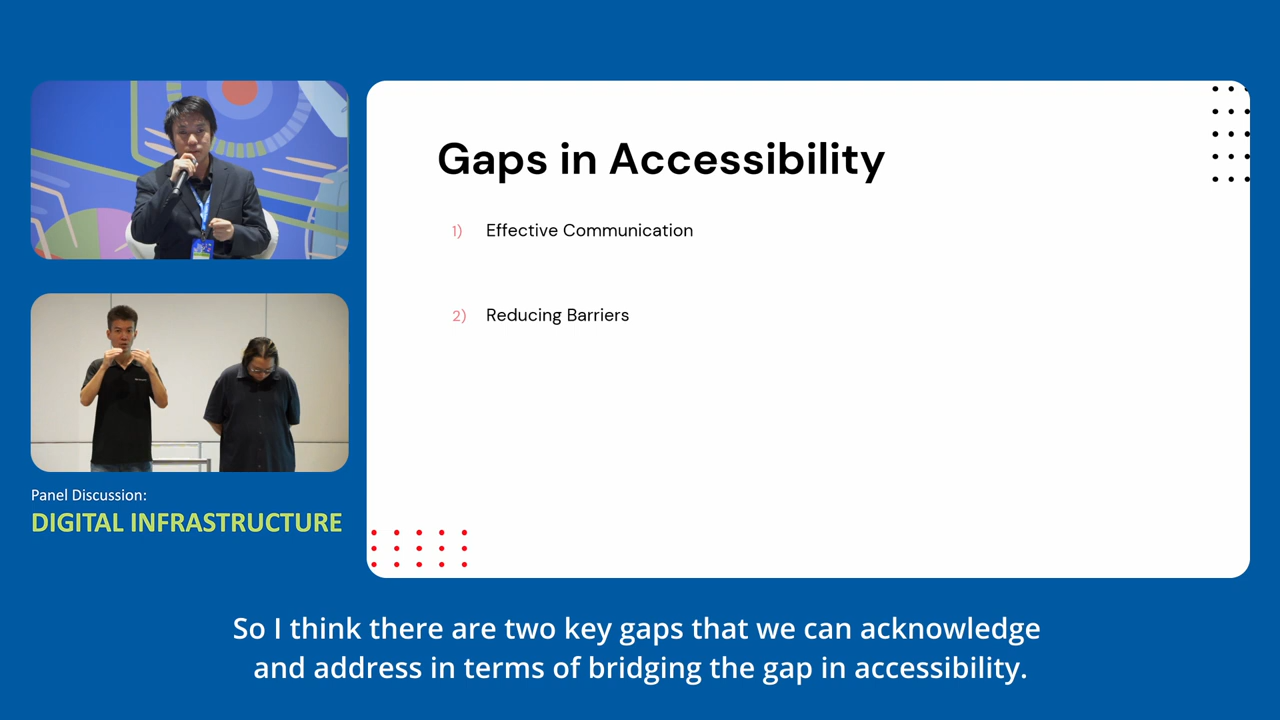 Gaps in Accessibility
1) Effective Communication
2) Reducing Barriers
Panel Discussion:
DIGITAL INFRASTRUCTURE
So I think there are two key gaps that we can acknowledge
and address in terms of bridging the gap in accessibility.